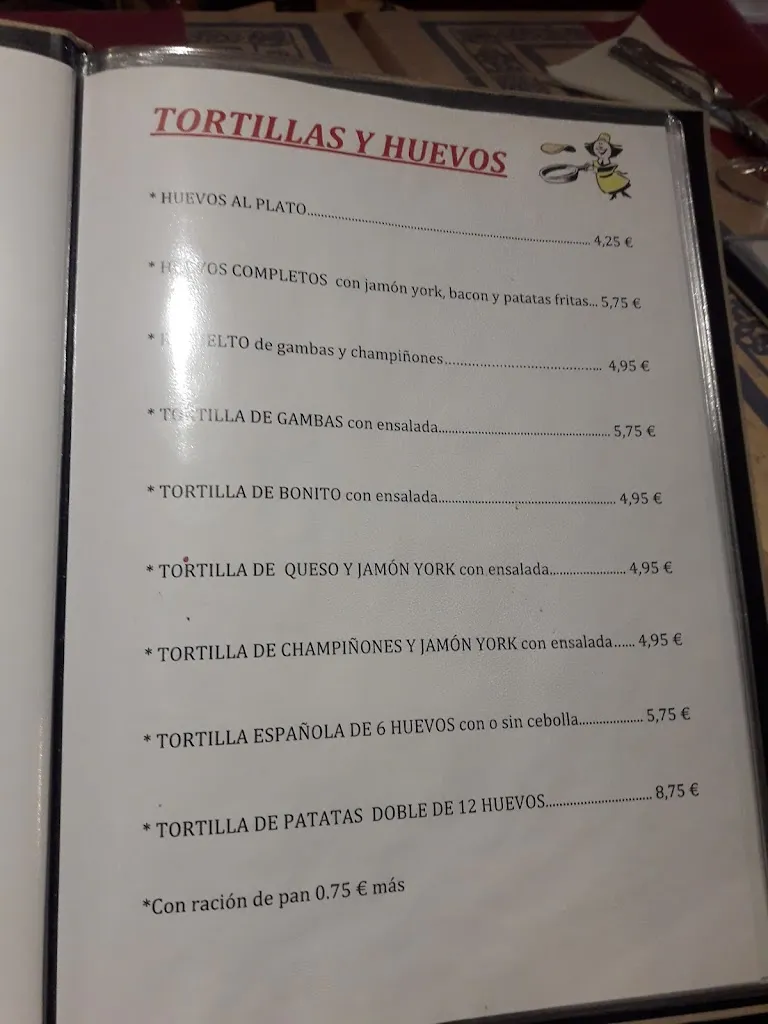 TORTILLAS Y HUEVOS
* HUEVOS AL PLATO........................................................................ 4,25 €
* HUEVOS COMPLETOS con jamón york, bacon y patatas fritas... 5,75 €
* REVUELTO de gambas y champiñones....................................... 4,95 €
* TORTILLA DE GAMBAS con ensalada............................................ 5,75 €
* TORTILLA DE BONITO con ensalada............................................. 4,95 €
* TORTILLA DE QUESO Y JAMÓN YORK con ensalada....................... 4,95 €
* TORTILLA DE CHAMPIÑONES Y JAMÓN YORK con ensalada...... 4,95 €
* TORTILLA ESPAÑOLA DE 6 HUEVOS con o sin cebolla................... 5,75 €
* TORTILLA DE PATATAS DOBLE DE 12 HUEVOS............................... 8,75 €
*Con ración de pan 0.75 € más